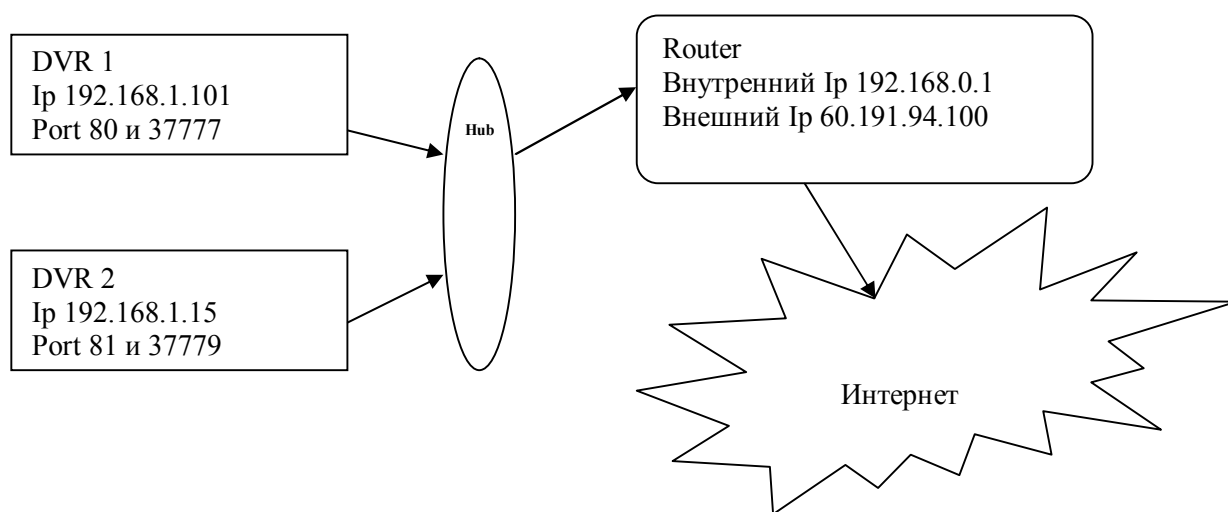 DVR 1
Ip 192.168.1.101
Port 80 и 37777
Hub
Router
Внутренний Ip 192.168.0.1
Внешний Ip 60.191.94.100
DVR 2
Ip 192.168.1.15
Port 81 и 37779
Интернет